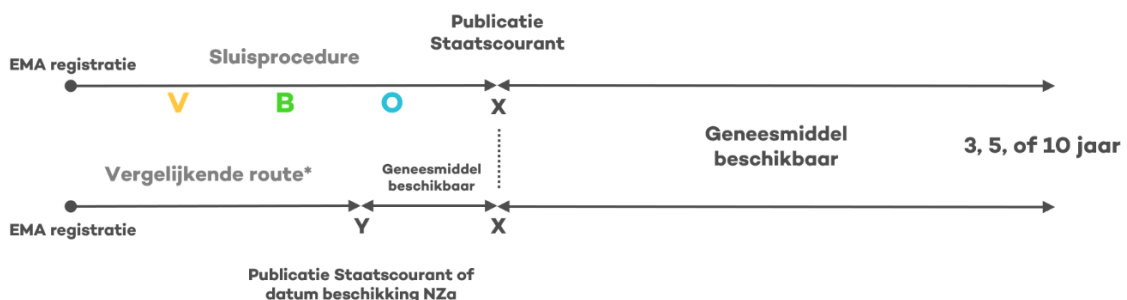 Publicatie
Staatscourant
EMA registratie
Sluisprocedure
V B O
X
Geneesmiddel
beschikbaar
3, 5, of 10 jaar
Vergelijkende route*
Geneesmiddel
beschikbaar
EMA registratie
Y
X
Publicatie Staatscourant of
datum beschikking NZa